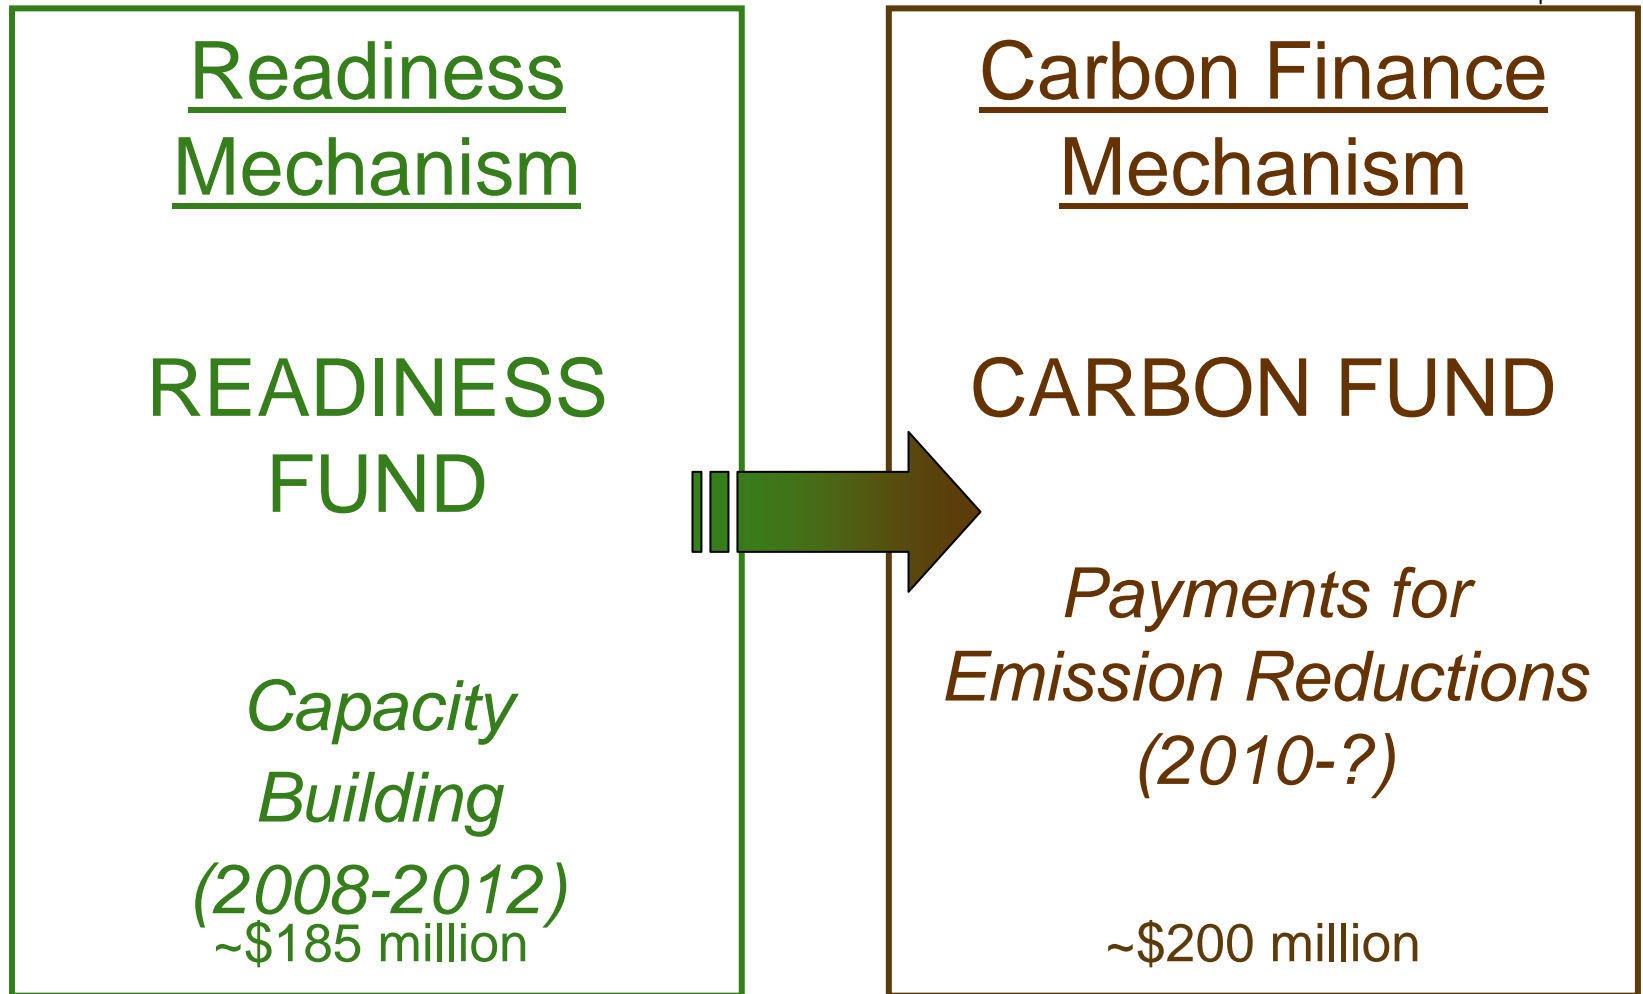 Readiness
Mechanism
READINESS
FUND
Capacity
Building
(2008-2012)
~$185 million
Carbon Finance
Mechanism
CARBON FUND
Payments for
Emission Reductions
(2010-?)
~$200 million